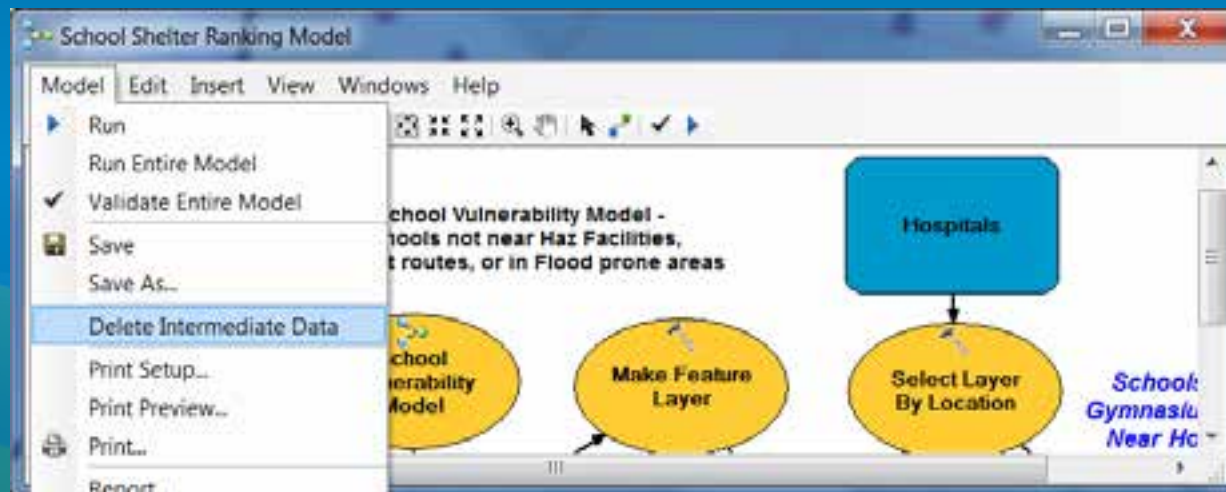 School Shelter Ranking Model
Model Edit Insert View Windows Help
Run
Run Entire Model
Validate Entire Model
Save
Save As...
Delete Intermediate Data
Print Setup...
Print Preview...
Print...
Report
chool Vulnerability Model -
hools not near Haz Facilities,
t routes, or in Flood prone areas
Hospitals
chool
erability
Model
Make Feature
Layer
Select Layer
By Location
Schools
Gymnasiu
Near Ho